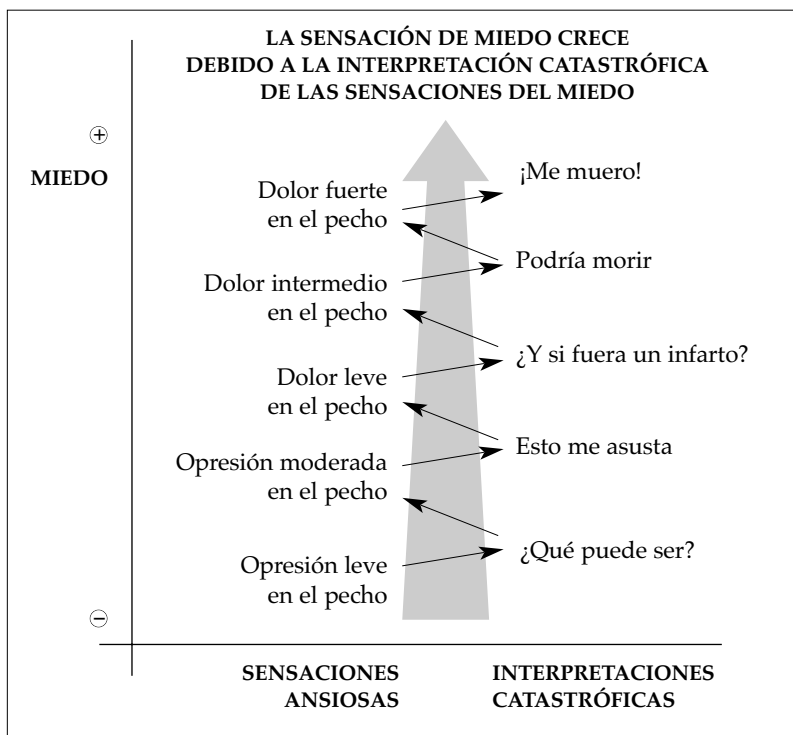 LA SENSACIÓN DE MIEDO CRECE
DEBIDO A LA INTERPRETACIÓN CATASTRÓFICA
DE LAS SENSACIONES DEL MIEDO
+
MIEDO
¡Me muero!
Dolor fuerte
en el pecho
Podría morir
Dolor intermedio
en el pecho
¿Y si fuera un infarto?
Dolor leve
en el pecho
Esto me asusta
Opresión moderada
en el pecho
¿Qué puede ser?
Opresión leve
en el pecho
−
SENSACIONES
ANSIOSAS
INTERPRETACIONES
CATASTRÓFICAS